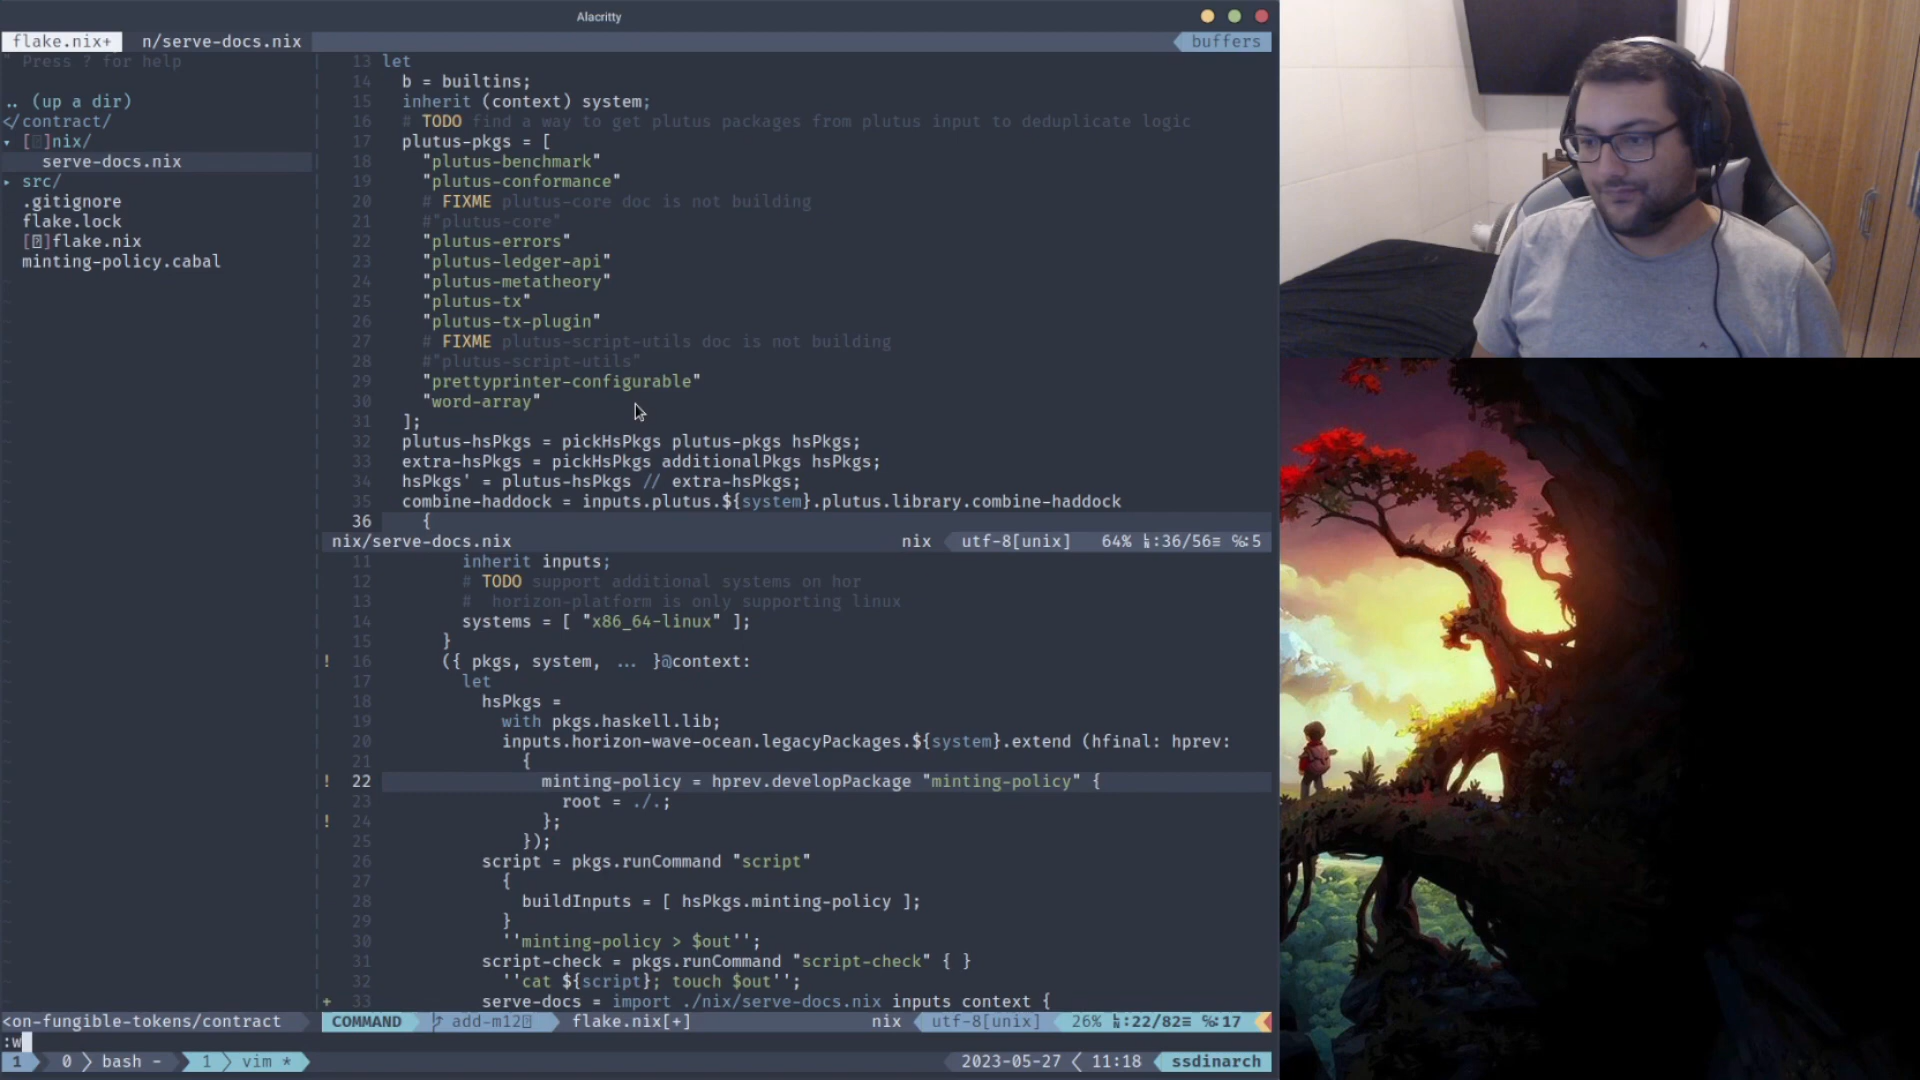 Alacritty
flake.nix+ n/serve-docs.nix buffers
" Press ? for help
.. (up a dir)
</contract/
▾ [ ]nix/
serve-docs.nix
▸ src/
.gitignore
flake.lock
[ ]flake.nix
minting-policy.cabal
13 let
14 b = builtins;
15 inherit (context) system;
16 # TODO find a way to get plutus packages from plutus input to deduplicate logic
17 plutus-pkgs = [
18 "plutus-benchmark"
19 "plutus-conformance"
20 # FIXME plutus-core doc is not building
21 #"plutus-core"
22 "plutus-errors"
23 "plutus-ledger-api"
24 "plutus-metatheory"
25 "plutus-tx"
26 "plutus-tx-plugin"
27 # FIXME plutus-script-utils doc is not building
28 #"plutus-script-utils"
29 "prettyprinter-configurable"
30 "word-array"
31 ];
32 plutus-hsPkgs = pickHsPkgs plutus-pkgs hsPkgs;
33 extra-hsPkgs = pickHsPkgs additionalPkgs hsPkgs;
34 hsPkgs' = plutus-hsPkgs // extra-hsPkgs;
35 combine-haddock = inputs.plutus.${system}.plutus.library.combine-haddock
36 {
nix/serve-docs.nix nix utf-8[unix] 64% ㏑:36/56≡ ℅:5
11 inherit inputs;
12 # TODO support additional systems on hor
13 # horizon-platform is only supporting linux
14 systems = [ "x86_64-linux" ];
15 }
! 16 ({ pkgs, system, ... }@context:
17 let
18 hsPkgs =
19 with pkgs.haskell.lib;
20 inputs.horizon-wave-ocean.legacyPackages.${system}.extend (hfinal: hprev:
21 {
! 22 minting-policy = hprev.developPackage "minting-policy" {
23 root = ./.;
! 24 };
25 });
26 script = pkgs.runCommand "script"
27 {
28 buildInputs = [ hsPkgs.minting-policy ];
29 }
30 ''minting-policy > $out'';
31 script-check = pkgs.runCommand "script-check" { }
32 ''cat ${script}; touch $out'';
+ 33 serve-docs = import ./nix/serve-docs.nix inputs context {
<on-fungible-tokens/contract COMMAND add-m12 flake.nix[+] nix utf-8[unix] 26% ㏑:22/82≡ ℅:17
:w
1 0 bash - 1 vim * 2023-05-27 11:18 ssdinarch